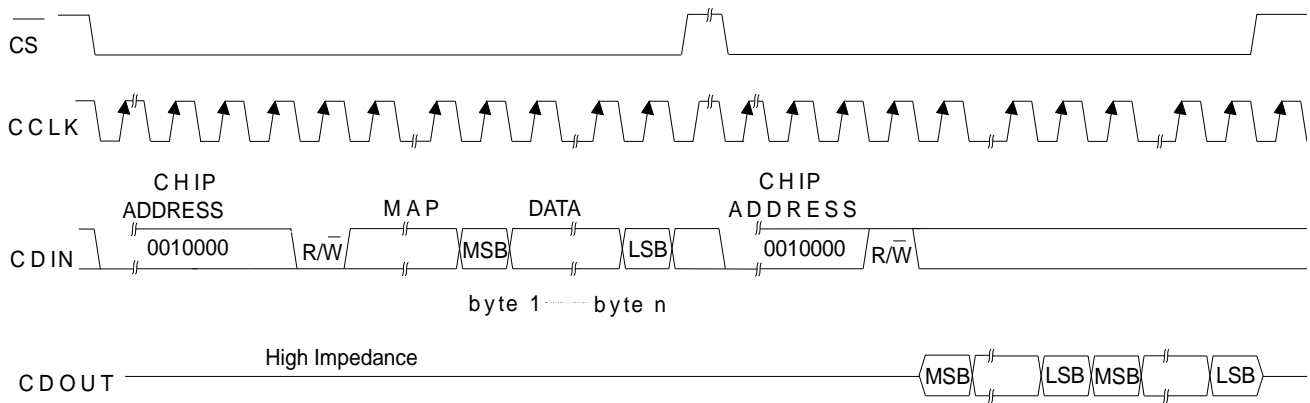 CS
CCLK
CHIP
ADDRESS
MAP
DATA
CHIP
ADDRESS
CDIN
0010000
R/W
MSB
LSB
0010000
R/W
byte 1
byte n
High Impedance
CDOUT
MSB
LSB
MSB
LSB